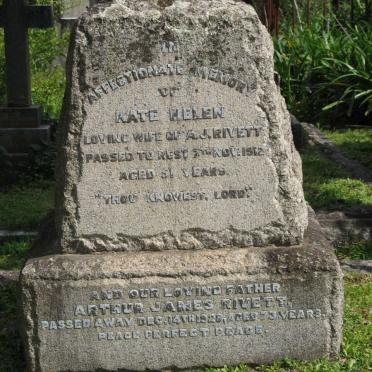 IN
AFFECTIONATE MEMORY
OF
KATE HELEN
LOVING WIFE OF A.J. RIVETT
PASSED TO REST 7TH NOV. 1912
AGED 51 YEARS.
"THOU KNOWEST, LORD".
AND OUR LOVING FATHER
ARTHUR JAMES RIVETT,
PASSED AWAY DEC. 14TH 1929, AGED 73 YEARS.
PEACE PERFECT PEACE.